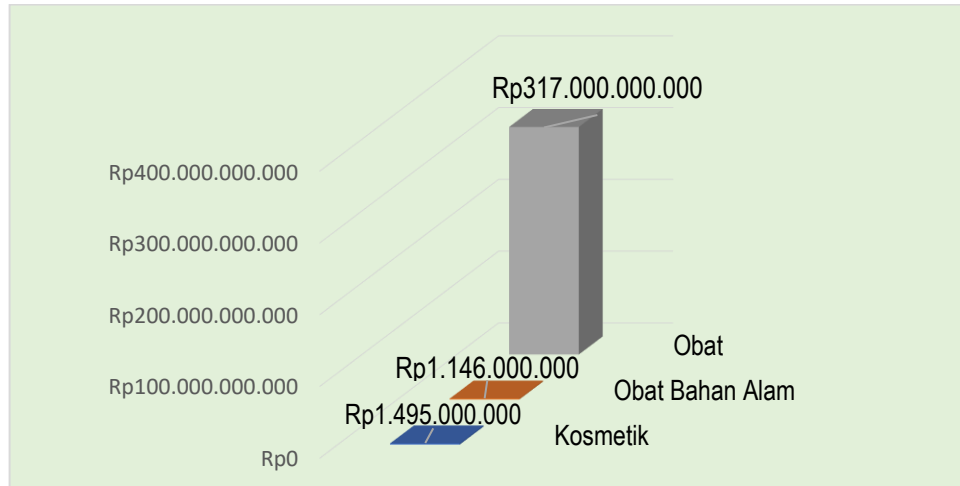 Rp317.000.000.000
Rp400.000.000.000
Rp300.000.000.000
Rp200.000.000.000
Obat
Rp1.146.000.000
Rp100.000.000.000
Obat Bahan Alam
Rp1.495.000.000
Kosmetik
Rp0